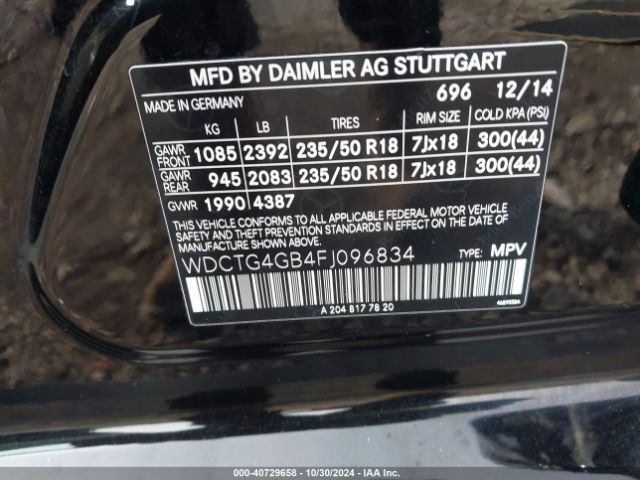 MFD BY DAIMLER AG STUTTGART
696 12/14
MADE IN GERMANY
KG LB TIRES RIM SIZE COLD KPA (PSI)
GAWR FRONT 1085 2392 235/50 R18 7Jx18 300(44)
GAWR REAR 945 2083 235/50 R18 7Jx18 300(44)
GVWR 1990 4387
THIS VEHICLE CONFORMS TO ALL APPLICABLE FEDERAL MOTOR VEHICLE
SAFETY, BUMPER, AND THEFT PREVENTION STANDARDS IN EFFECT
ON THE DATE OF MANUFACTURE SHOWN ABOVE.
WDCTG4GB4FJ096834 TYPE: MPV
A 204 817 78 20
000-40729658 - 10/30/2024 - IAA Inc.